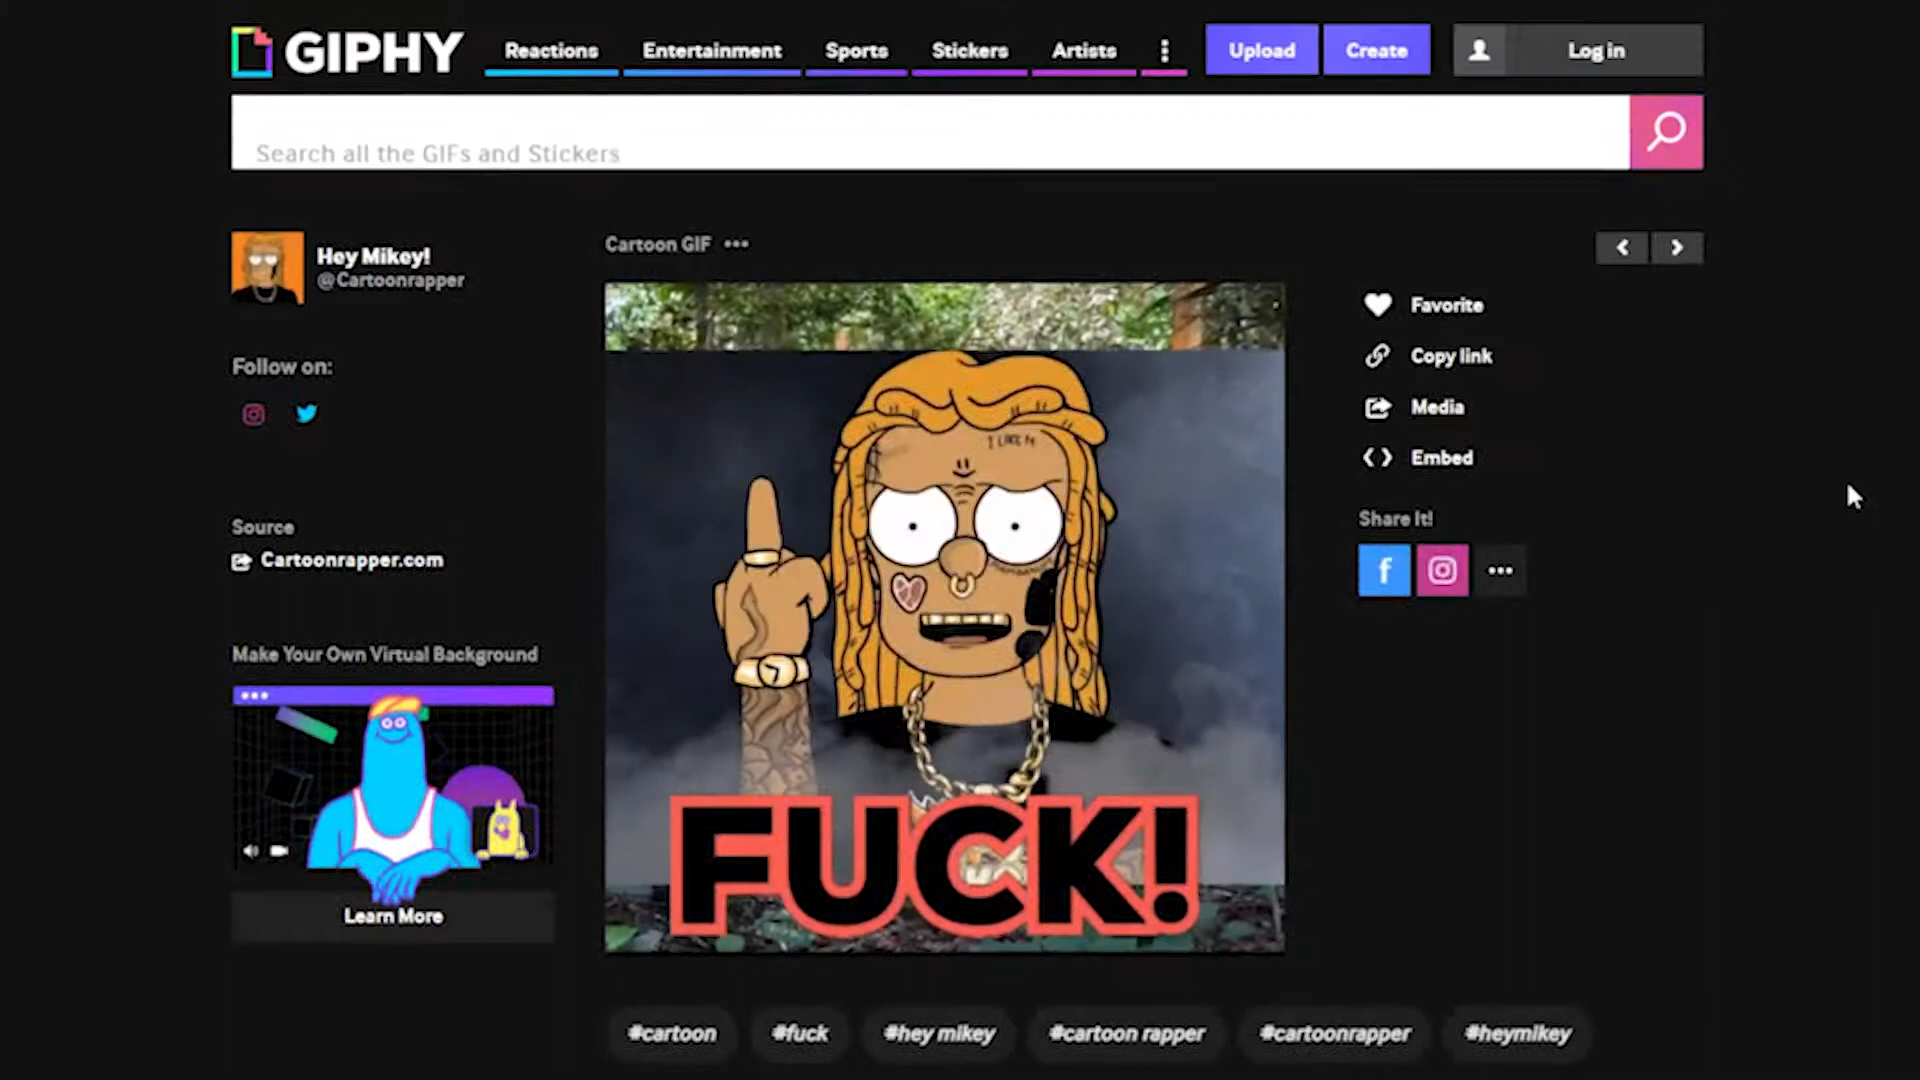 GIPHY
Reactions
Entertainment
Sports
Stickers
Artists
Upload
Create
Log in
Search all the GIFs and Stickers
Hey Mikey!
@Cartoonrapper
Follow on:
Source
Cartoonrapper.com
Make Your Own Virtual Background
Learn More
Cartoon GIF
I LIKE
FUCK!
Favorite
Copy link
Media
Embed
Share It!
f
#cartoon
#fuck
#hey mikey
#cartoon rapper
#cartoonrapper
#heymikey